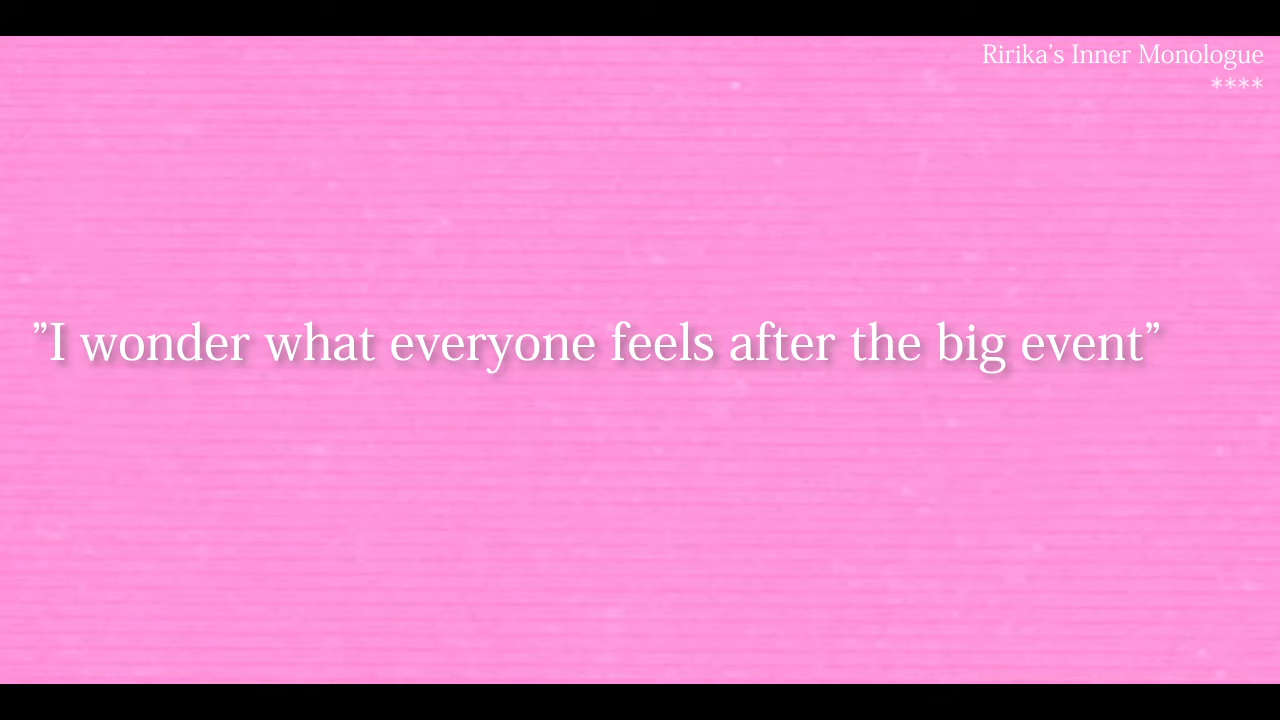 Ririka's Inner Monologue
****
”I wonder what everyone feels after the big event”